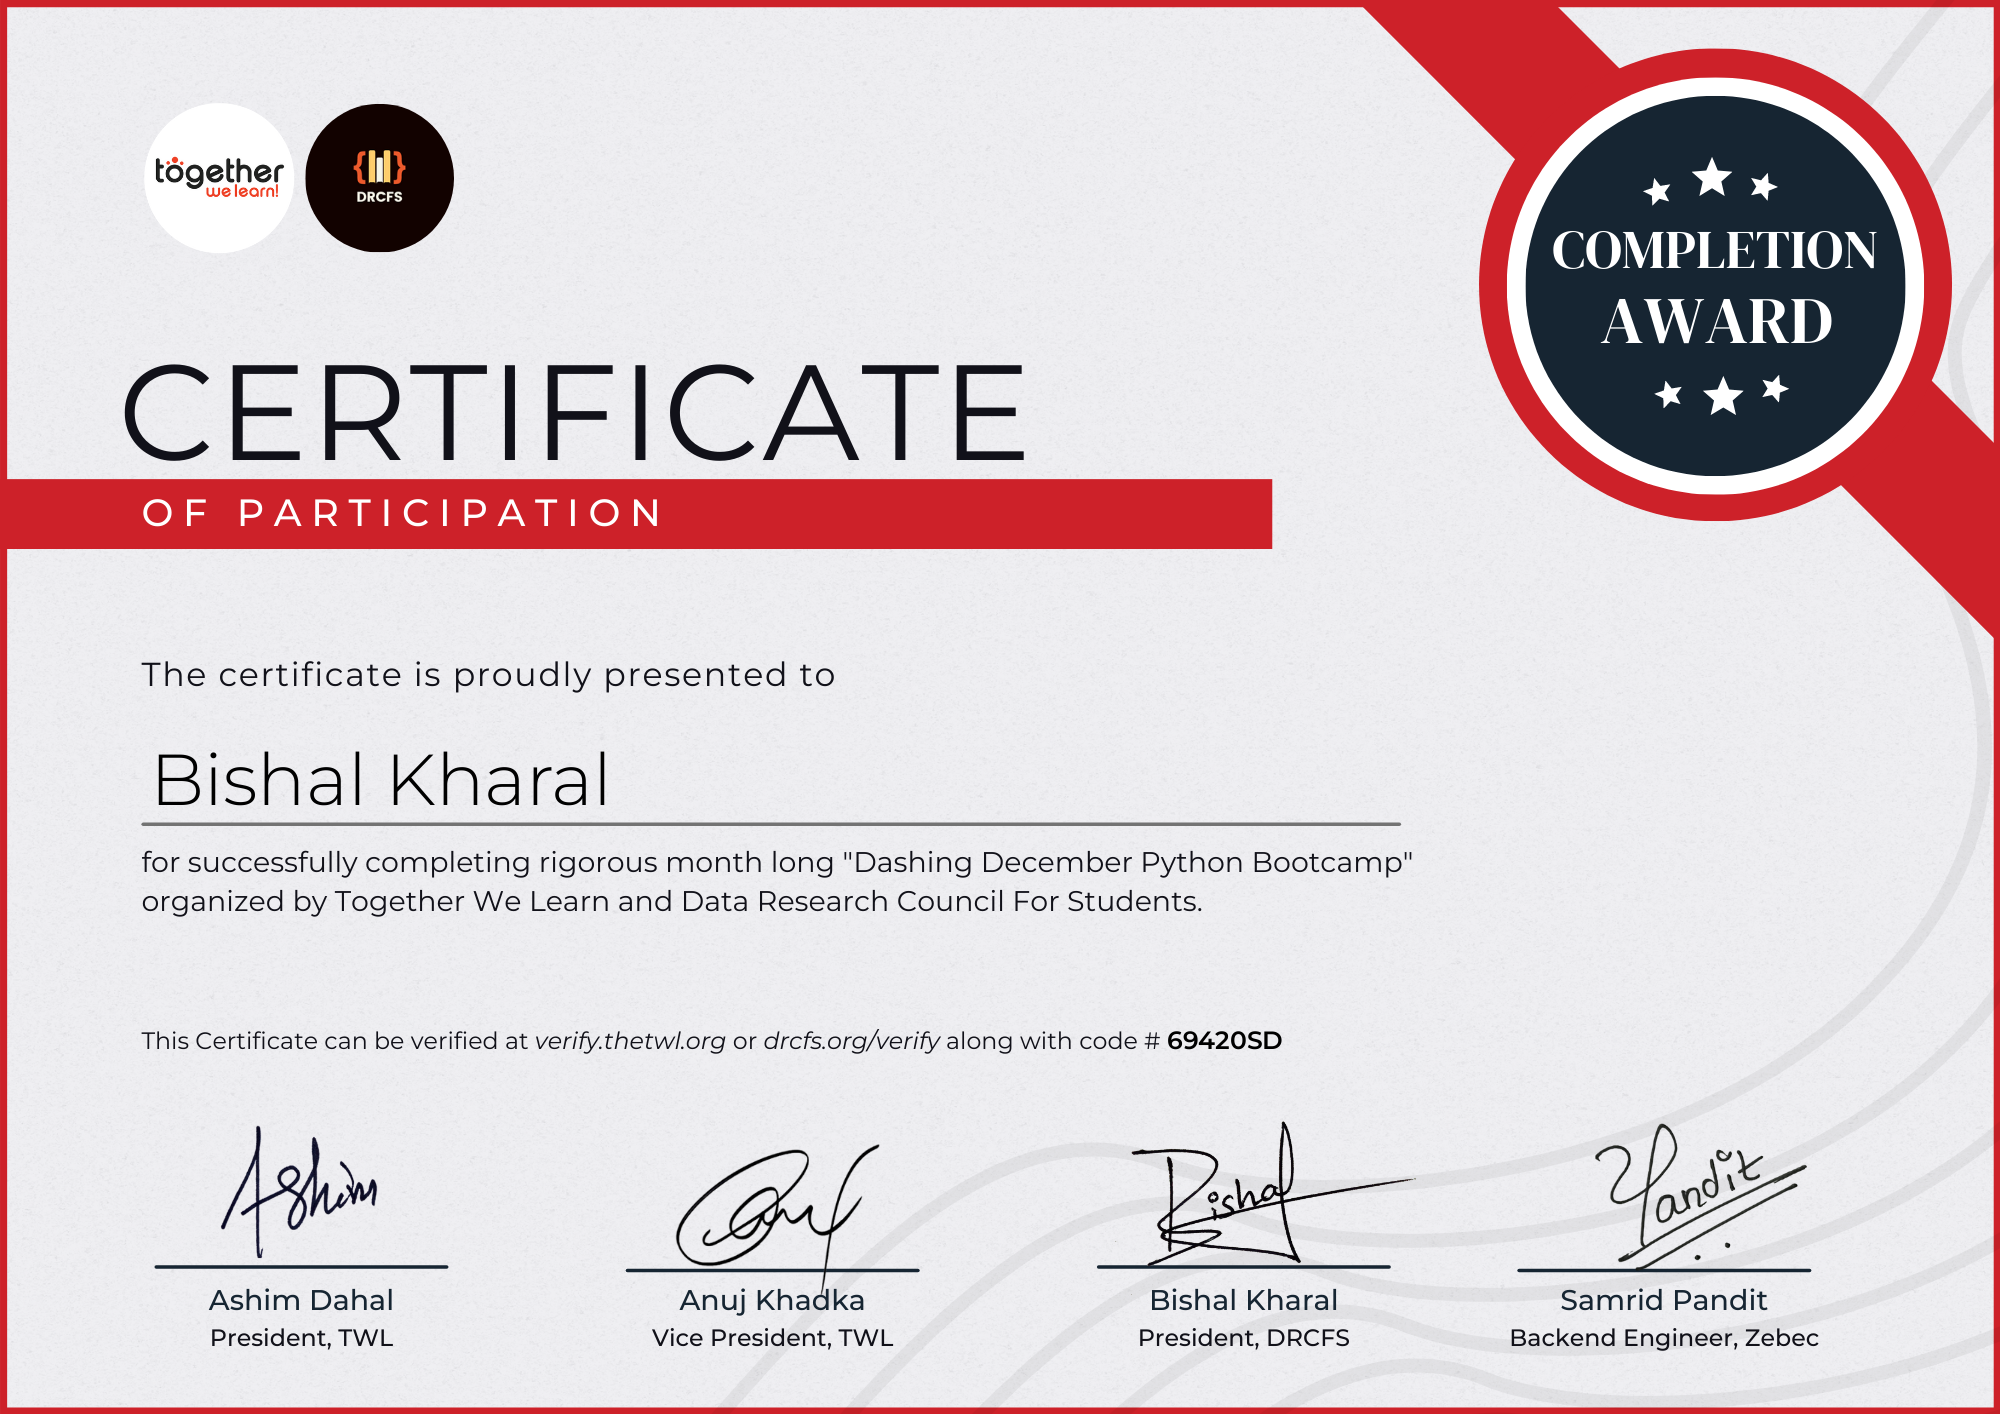 together
we learn!
DRCFS
COMPLETION
AWARD
CERTIFICATE
OF PARTICIPATION
The certificate is proudly presented to
Bishal Kharal
for successfully completing rigorous month long "Dashing December Python Bootcamp"
organized by Together We Learn and Data Research Council For Students.
This Certificate can be verified at verify.thetwl.org or drcfs.org/verify along with code # 69420SD
Ashim
Bishal
Pandit
Ashim Dahal
President, TWL
Anuj Khadka
Vice President, TWL
Bishal Kharal
President, DRCFS
Samrid Pandit
Backend Engineer, Zebec